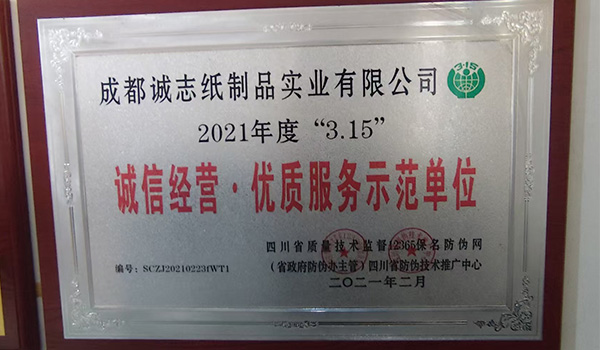 成都诚志纸制品实业有限公司
3·15
2021年度“3.15”
诚信经营·优质服务示范单位
四川省质量技术监督12365保名防伪网
编号：SCZJ20210223fWT1
（省政府防伪办主管）四川省防伪技术推广中心
二〇二一年二月